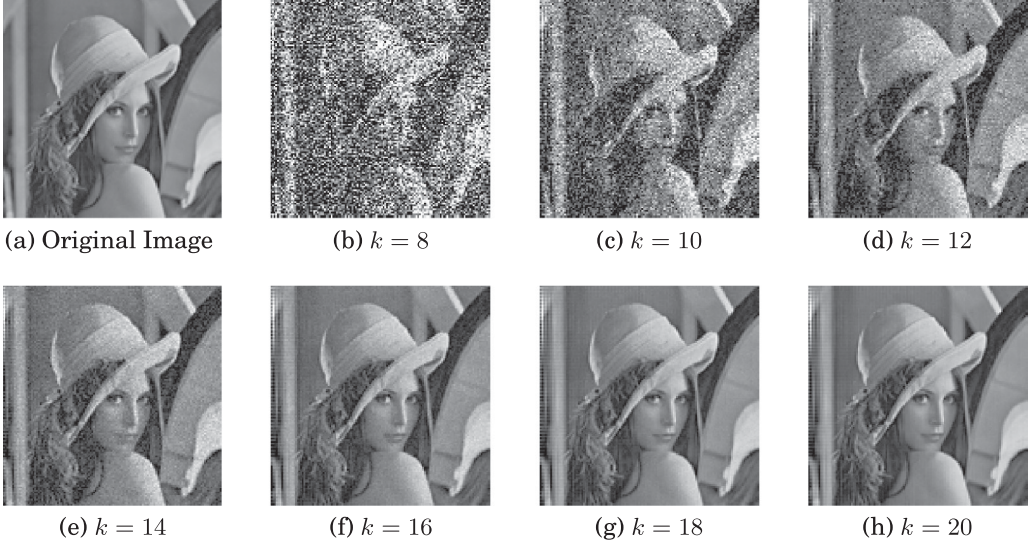 (a) Original Image
(b) k = 8
(c) k = 10
(d) k = 12
(e) k = 14
(f) k = 16
(g) k = 18
(h) k = 20